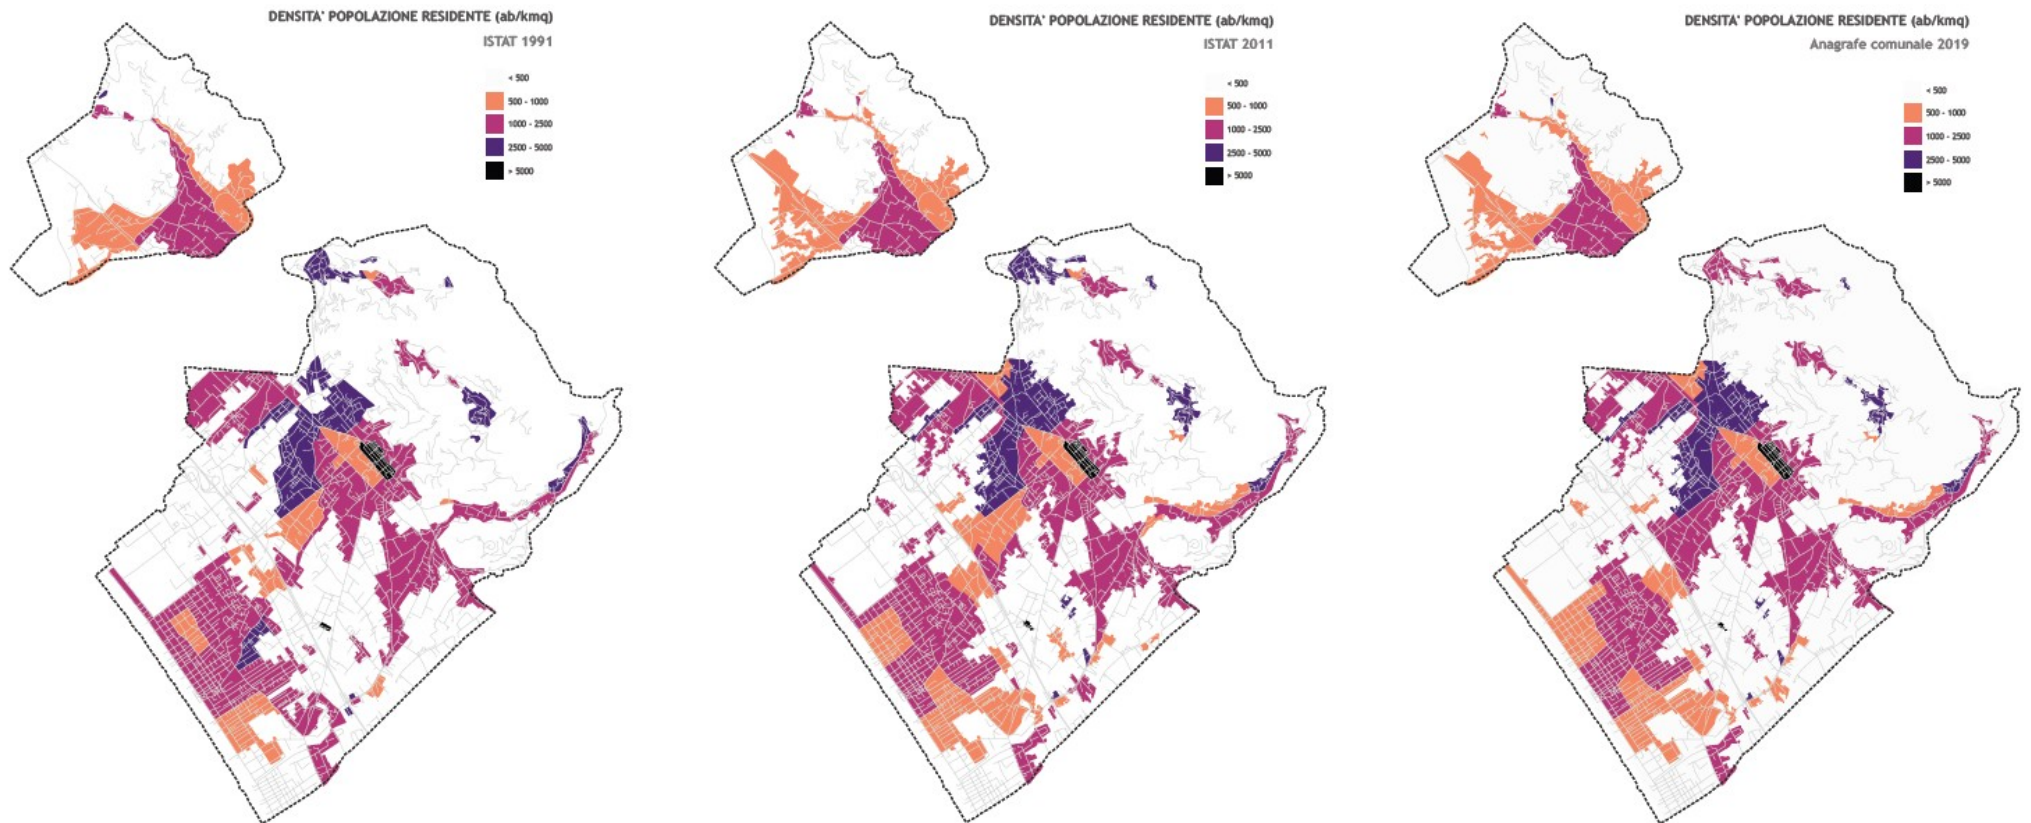 DENSITA' POPOLAZIONE RESIDENTE (ab/kmq)
ISTAT 1991
< 500
500 - 1000
1000 - 2500
2500 - 5000
> 5000
DENSITA' POPOLAZIONE RESIDENTE (ab/kmq)
ISTAT 2011
< 500
500 - 1000
1000 - 2500
2500 - 5000
> 5000
DENSITA' POPOLAZIONE RESIDENTE (ab/kmq)
Anagrafe comunale 2019
< 500
500 - 1000
1000 - 2500
2500 - 5000
> 5000